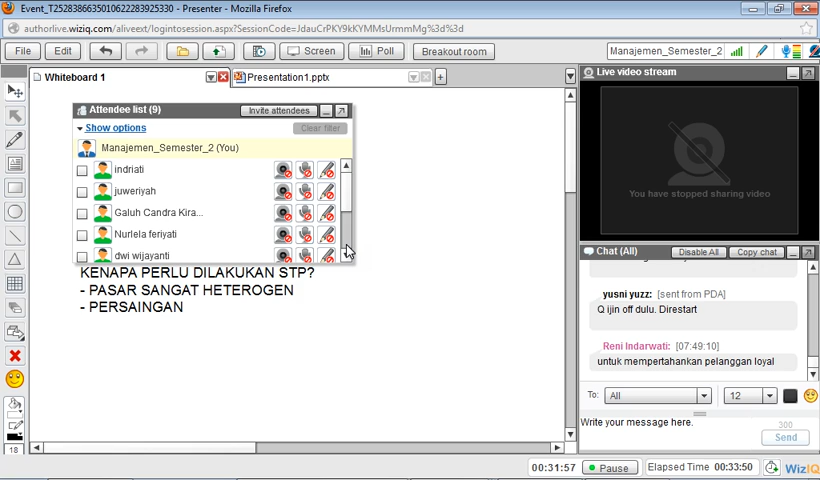 Event_T25283866350106222839253​30 - Presenter - Mozilla Firefox
authorlive.wiziq.com/aliveext/logintosession.aspx?SessionCode=JdauCrPKY9kKYMMsUrmmMg%3d%3d
File Edit Screen Poll Breakout room Manajemen_Semester_2
Whiteboard 1 Presentation1.pptx
Live video stream
Attendee list (9) Invite attendees
Show options Clear filter
Manajemen_Semester_2 (You)
indriati
juweriyah
Galuh Candra Kira...
Nurlela feriyati
dwi wijayanti
KENAPA PERLU DILAKUKAN STP?
- PASAR SANGAT HETEROGEN
- PERSAINGAN
You have stopped sharing video
Chat (All) Disable All Copy chat
yusni yuzz: [sent from PDA]
Q ijin off dulu. Direstart
Reni Indarwati: [07:49:10]
untuk mempertahankan pelanggan loyal
To: All 12
Write your message here.
300
Send
18
00:31:57 Pause Elapsed Time 00:33:50 WizIQ